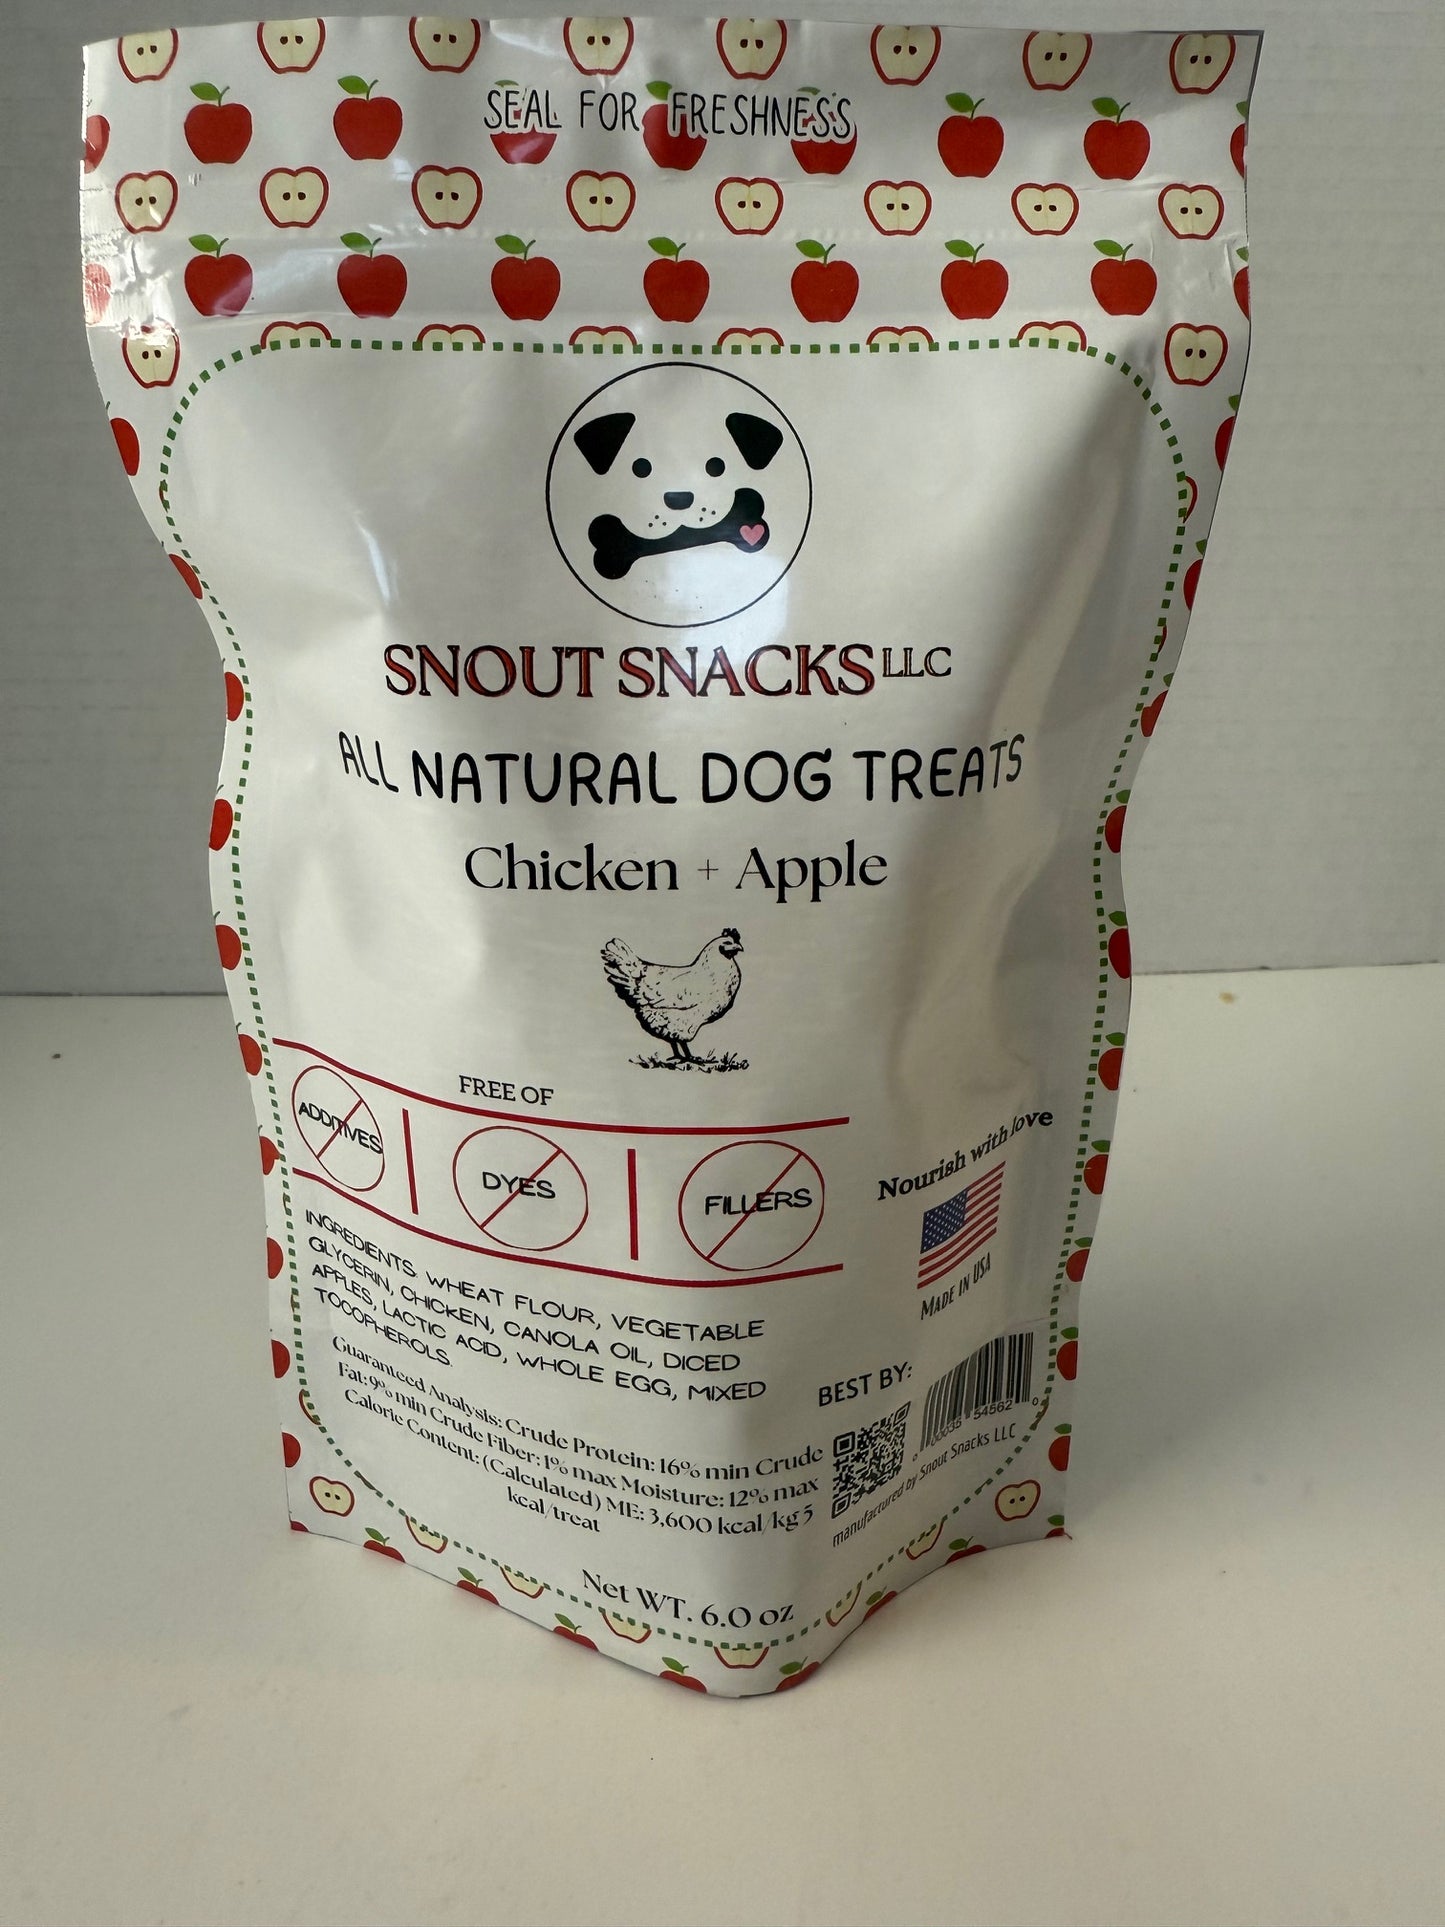 SEAL FOR FRESHNESS
SNOUT SNACKS LLC
ALL NATURAL DOG TREATS
Chicken + Apple
FREE OF
ADDITIVES
DYES
FILLERS
Nourish with love
MADE IN USA
INGREDIENTS: WHEAT FLOUR, VEGETABLE
GLYCERIN, CHICKEN, CANOLA OIL, DICED
APPLES, LACTIC ACID, WHOLE EGG, MIXED
TOCOPHEROLS.
Guaranteed Analysis: Crude Protein: 16% min Crude
Fat: 9% min Crude Fiber: 1% max Moisture: 12% max
Calorie Content: (Calculated) ME: 3,600 kcal/kg 5
kcal/treat
BEST BY:
0 00035 54562 0
manufactured by Snout Snacks LLC
Net WT. 6.0 oz